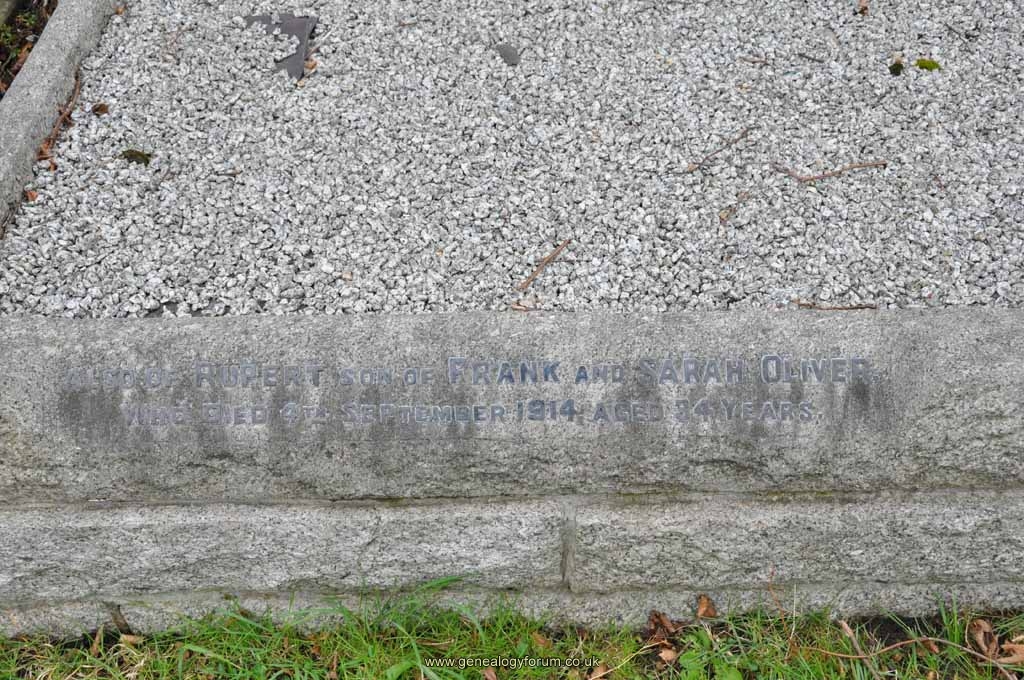 ALSO OF RUPERT SON OF FRANK AND SARAH OLIVER.
WHO DIED 4TH SEPTEMBER 1914, AGED 34 YEARS.
www.genealogyforum.co.uk